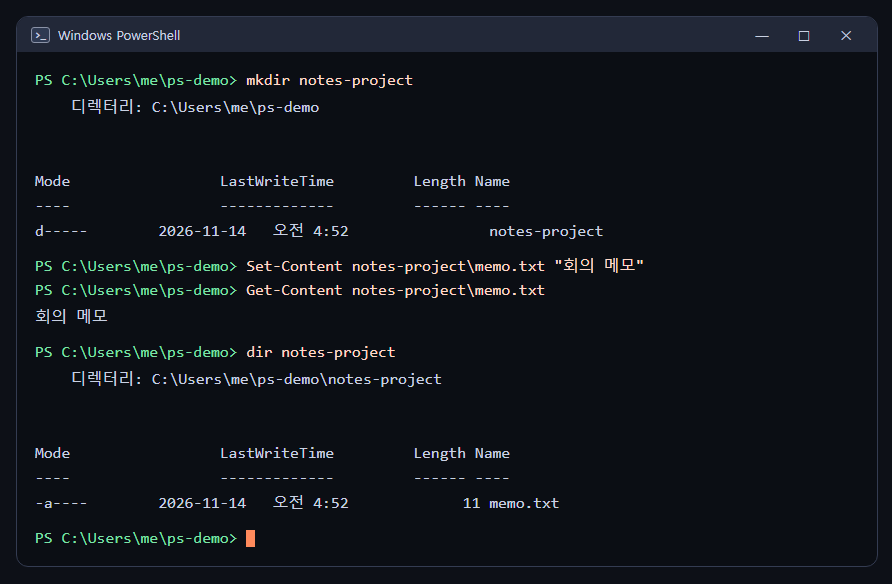 Windows PowerShell
PS C:\Users\me\ps-demo> mkdir notes-project
디렉터리: C:\Users\me\ps-demo
Mode LastWriteTime Length Name
---- ------------- ------ ----
d----- 2026-11-14 오전 4:52 notes-project
PS C:\Users\me\ps-demo> Set-Content notes-project\memo.txt "회의 메모"
PS C:\Users\me\ps-demo> Get-Content notes-project\memo.txt
회의 메모
PS C:\Users\me\ps-demo> dir notes-project
디렉터리: C:\Users\me\ps-demo\notes-project
Mode LastWriteTime Length Name
---- ------------- ------ ----
-a---- 2026-11-14 오전 4:52 11 memo.txt
PS C:\Users\me\ps-demo>